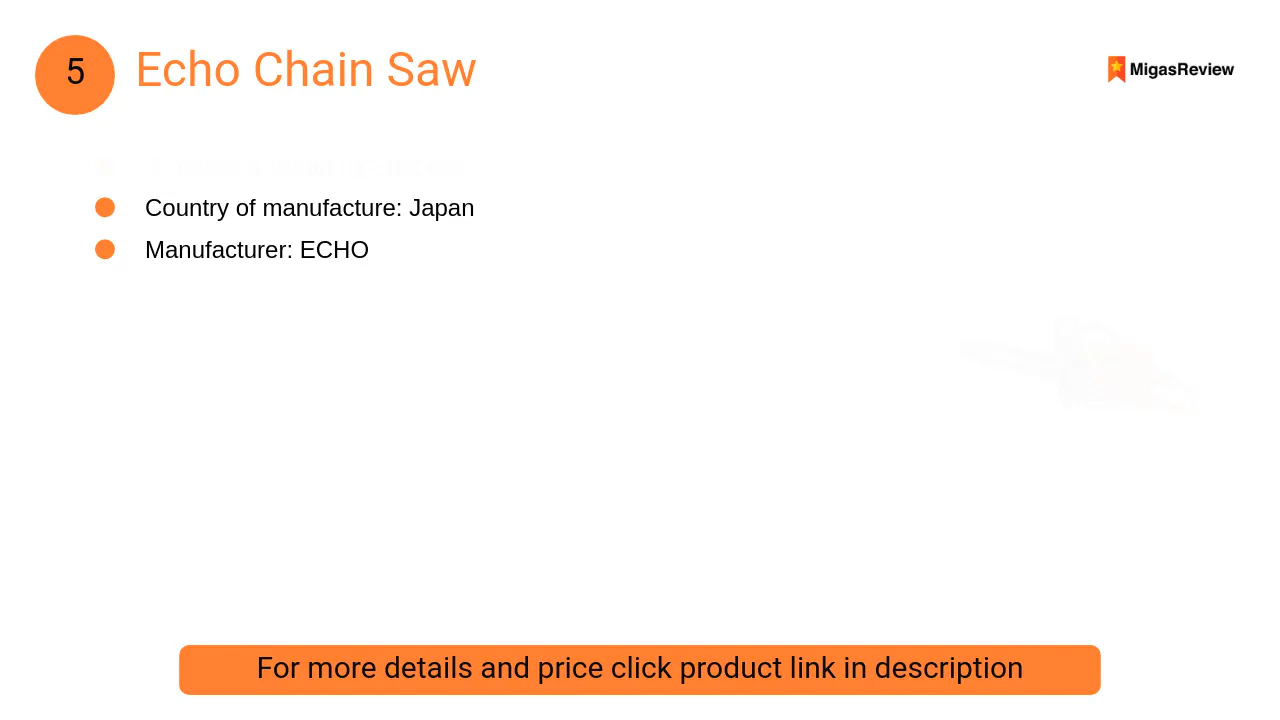 5
Echo Chain Saw
MigasReview
Country of manufacture: Japan
Manufacturer: ECHO
For more details and price click product link in description